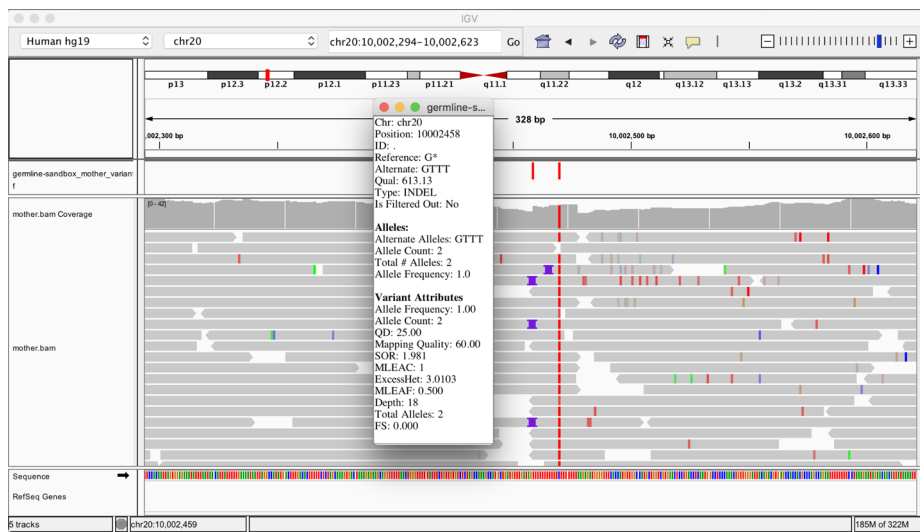 IGV
Human hg19
chr20
chr20:10,002,294-10,002,623
Go
p13 p12.3 p12.2 p12.1 p11.23 p11.21 q11.1 q11.22 q12 q13.12 q13.13 q13.2 q13.31 q13.33
328 bp
,002,300 bp
10,002,500 bp
10,002,600 bp
germline-sandbox_mother_varian
f
mother.bam Coverage
[0 - 42]
mother.bam
germline-s...
Chr: chr20
Position: 10002458
ID: .
Reference: G*
Alternate: GTTT
Qual: 613.13
Type: INDEL
Is Filtered Out: No
Alleles:
Alternate Alleles: GTTT
Allele Count: 2
Total # Alleles: 2
Allele Frequency: 1.0
Variant Attributes
Allele Frequency: 1.00
Allele Count: 2
QD: 25.00
Mapping Quality: 60.00
SOR: 1.981
MLEAC: 1
ExcessHet: 3.0103
MLEAF: 0.500
Depth: 18
Total Alleles: 2
FS: 0.000
Sequence
RefSeq Genes
5 tracks
chr20:10,002,459
185M of 322M